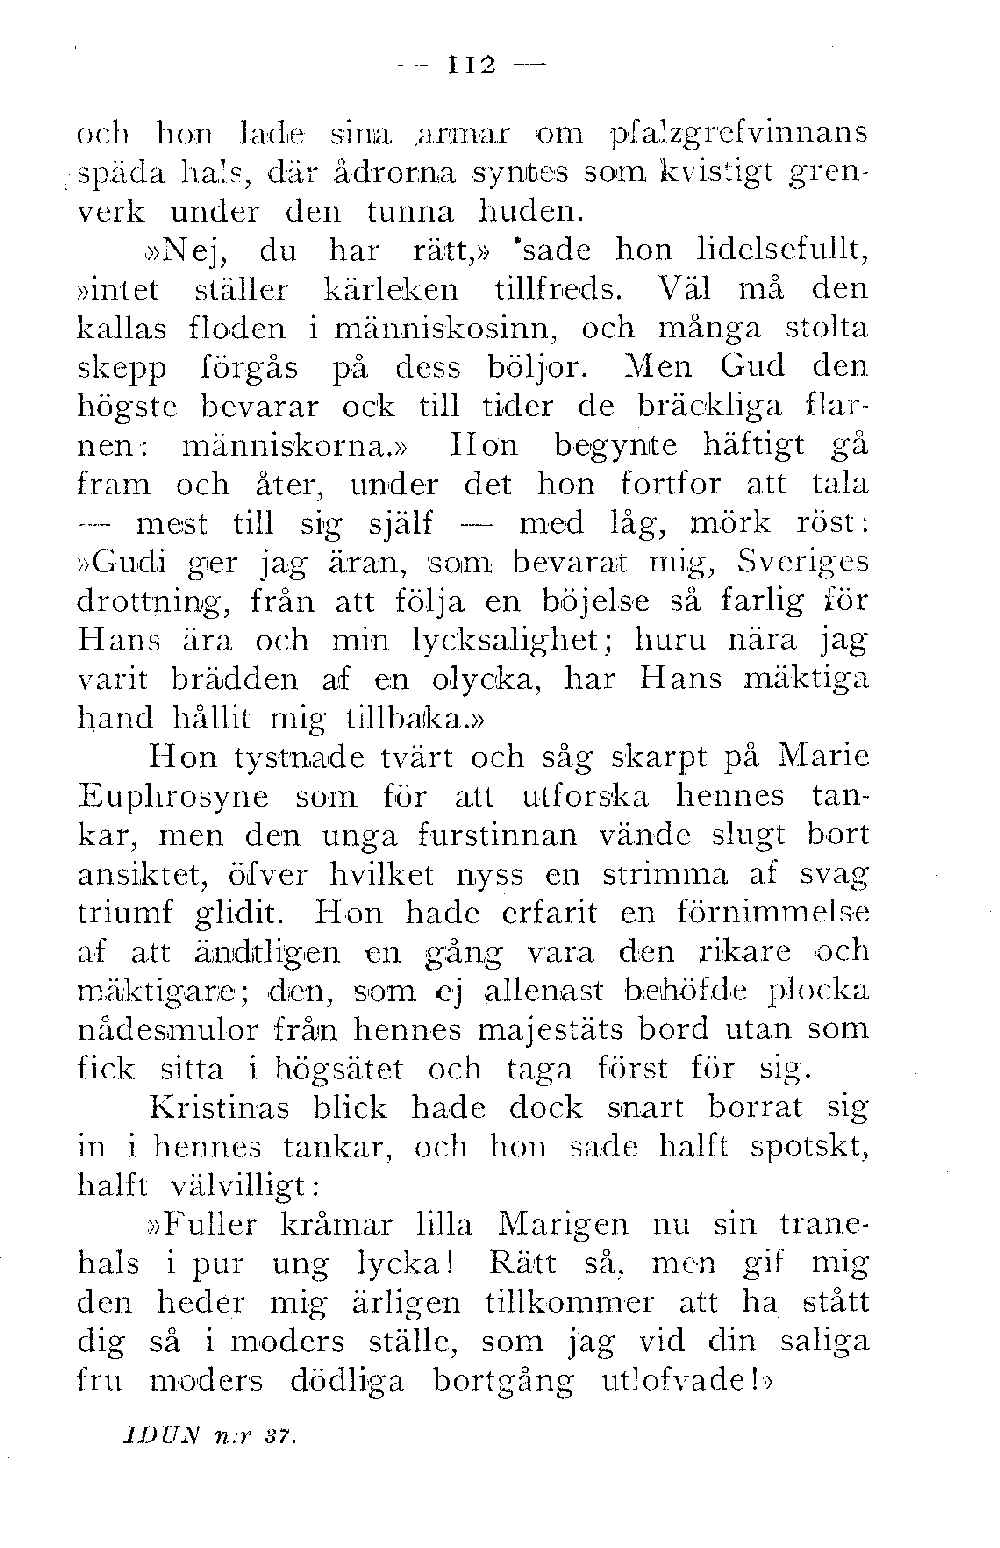 — 112 —
och hon lade sina armar om pfalzgrefvinnans
späda hals, där ådrorna syntes som kvistigt gren-
verk under den tunna huden.
»Nej, du har rätt,» sade hon lidelsefullt,
»intet ställer kärleken tillfreds. Väl må den
kallas floden i människosinn, och många stolta
skepp förgås på dess böljor. Men Gud den
högste bevarar ock till tider de bräckliga flar-
nen: människorna.» Hon begynte häftigt gå
fram och åter, under det hon fortfor att tala
— mest till sig själf — med låg, mörk röst:
»Gudi ger jag äran, som bevarat mig, Sveriges
drottning, från att följa en böjelse så farlig för
Hans ära och min lycksalighet; huru nära jag
varit brädden af en olycka, har Hans mäktiga
hand hållit mig tillbaka.»
Hon tystnade tvärt och såg skarpt på Marie
Euphrosyne som för att utforska hennes tan-
kar, men den unga furstinnan vände slugt bort
ansiktet, öfver hvilket nyss en strimma af svag
triumf glidit. Hon hade erfarit en förnimmelse
af att ändtligen en gång vara den rikare och
mäktigare; den, som ej allenast behöfde plocka
nådesmulor från hennes majestäts bord utan som
fick sitta i högsätet och taga först för sig.
Kristinas blick hade dock snart borrat sig
in i hennes tankar, och hon sade halft spotskt,
halft välvilligt:
»Fuller kråmar lilla Marigen nu sin trane-
hals i pur ung lycka! Rätt så, men gif mig
den heder mig ärligen tillkommer att ha stått
dig så i moders ställe, som jag vid din saliga
fru moders dödliga bortgång utlofvade!»
IDUN n:r 37.